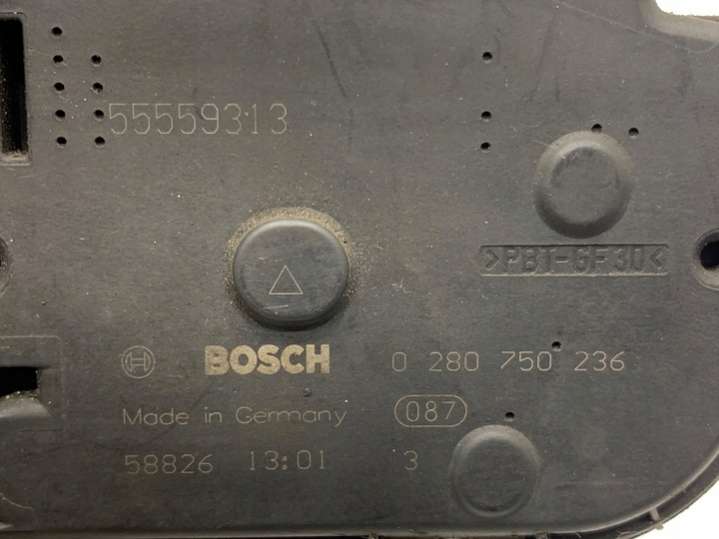 55559313
>PBT-GF30<
BOSCH 0 280 750 236
Made in Germany 087
58826 13:01 3